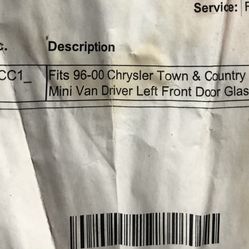 Service:
c. Description
CC1_ Fits 96-00 Chrysler Town & Country
Mini Van Driver Left Front Door Glas